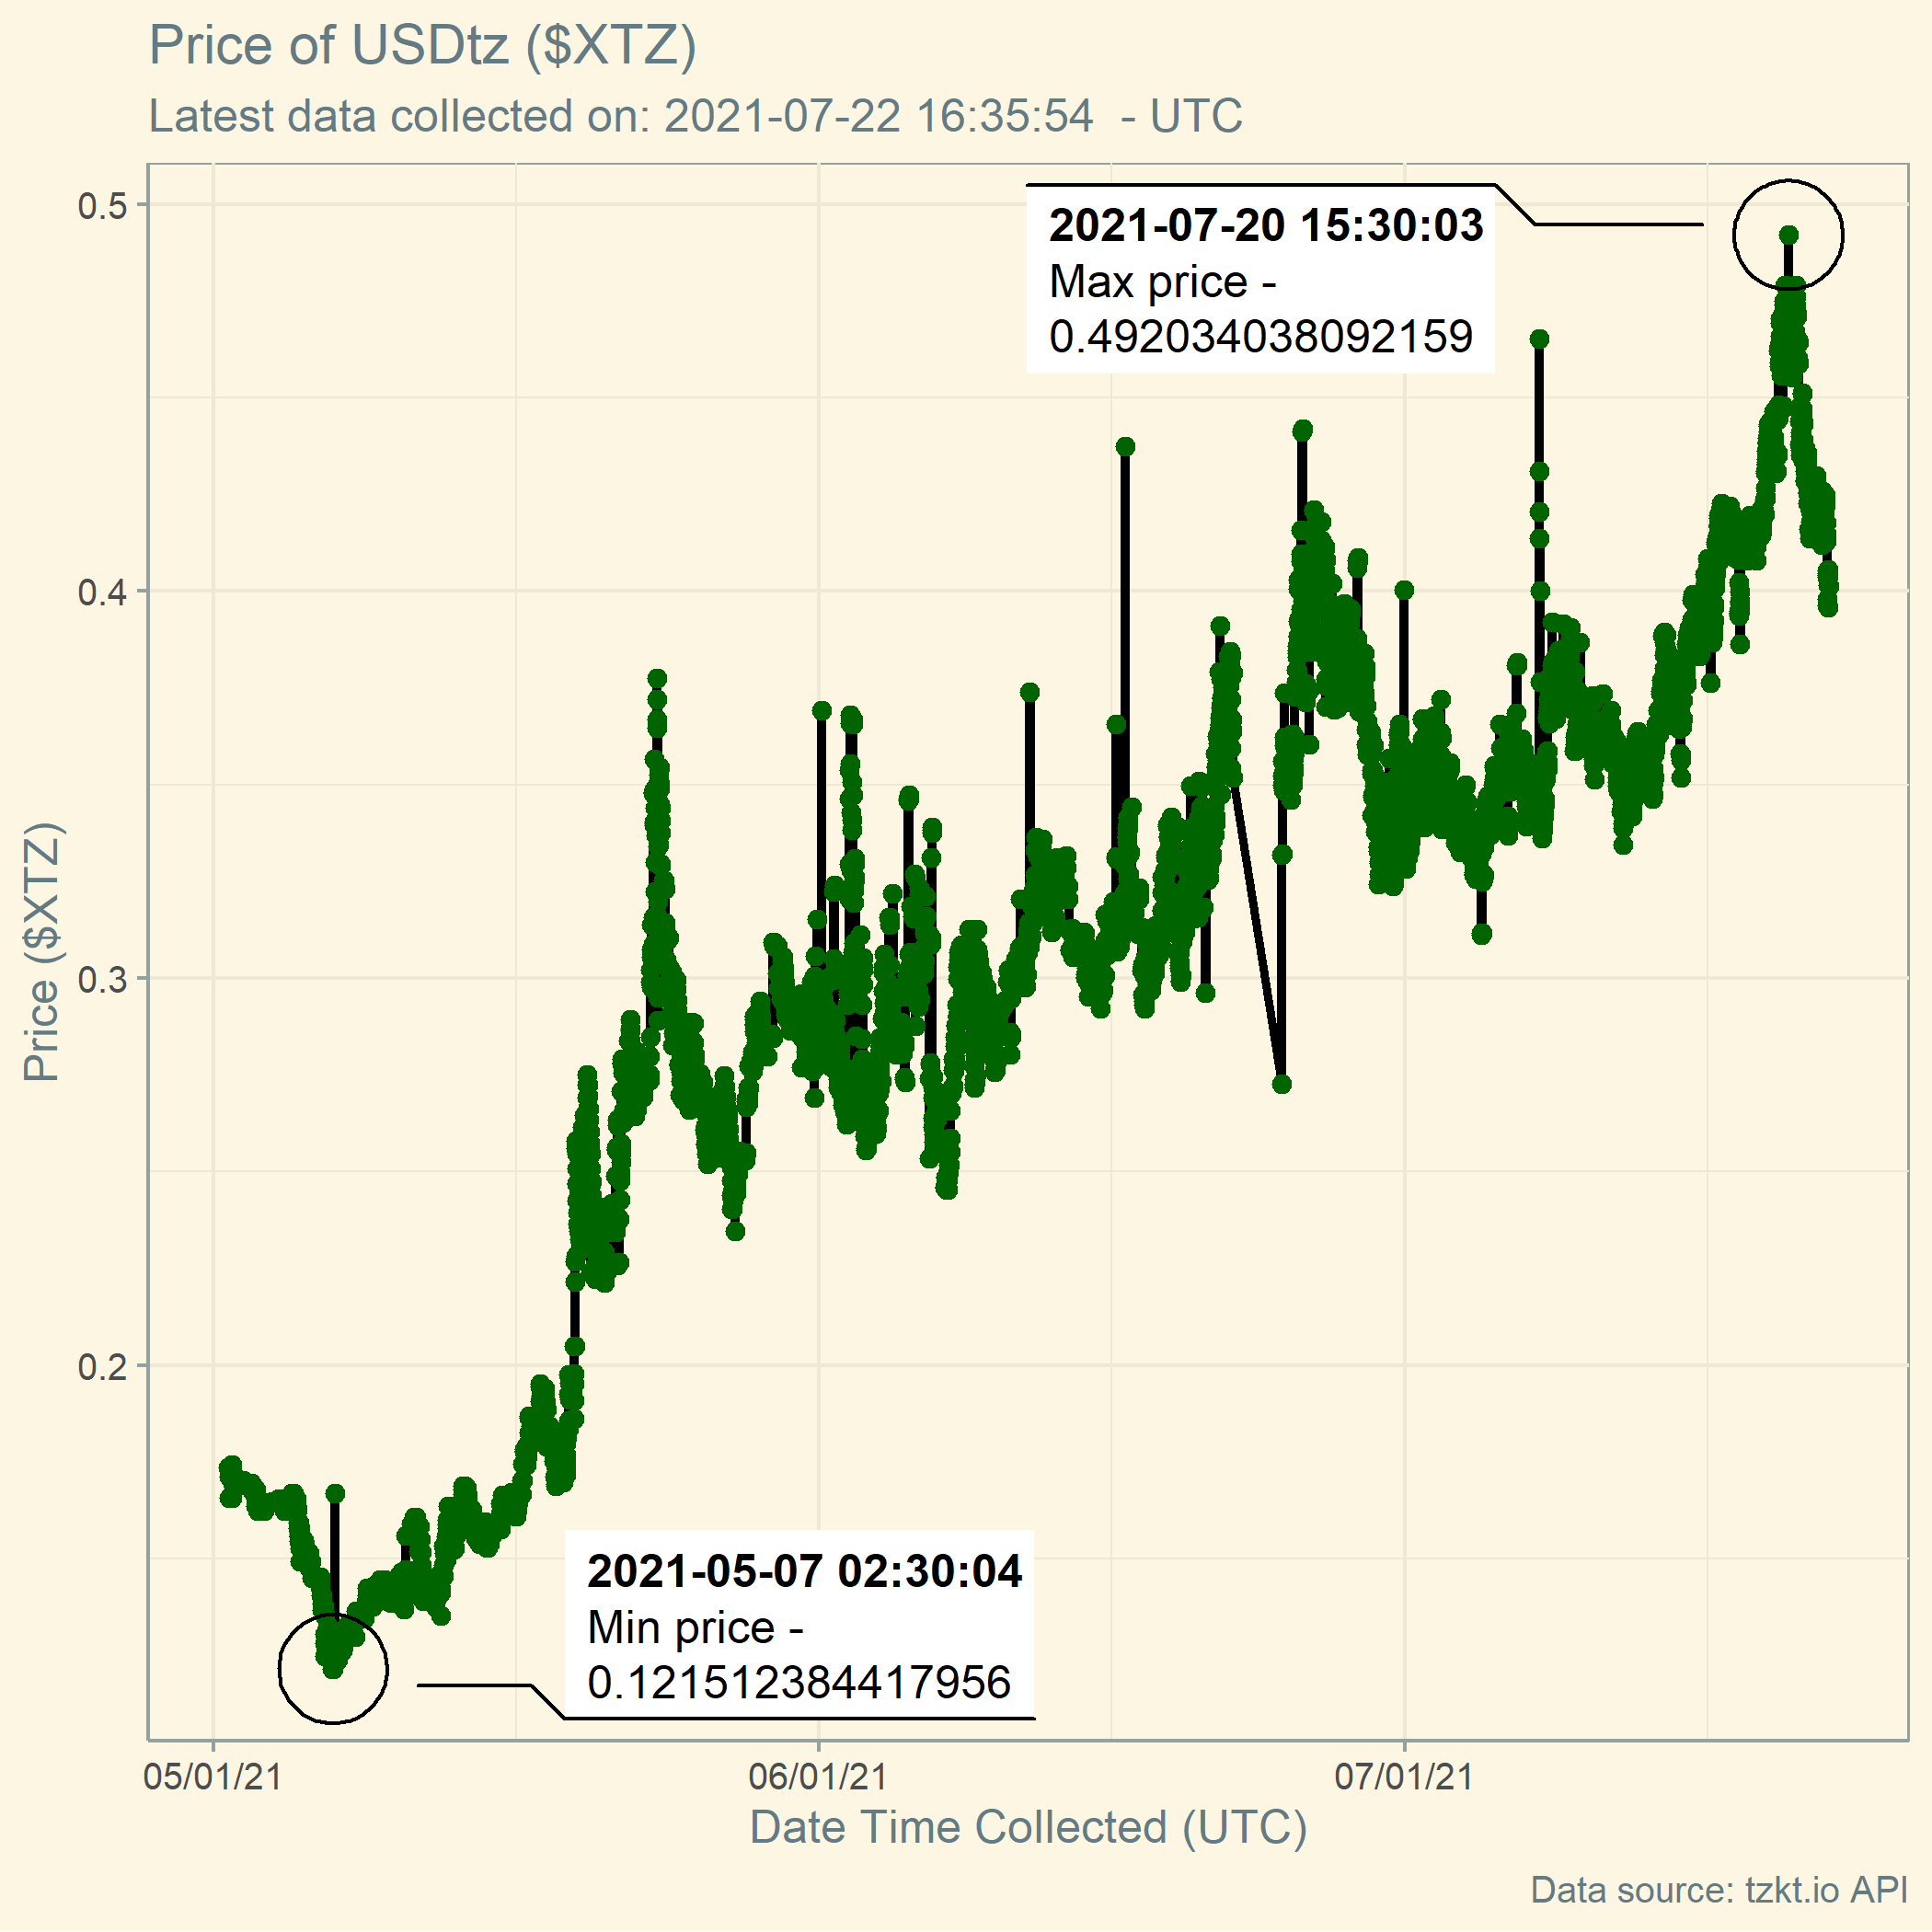 Price of USDtz ($XTZ)
Latest data collected on: 2021-07-22 16:35:54  - UTC
0.5
0.4
0.3
0.2
Price ($XTZ)
2021-07-20 15:30:03
Max price -
0.492034038092159
2021-05-07 02:30:04
Min price -
0.121512384417956
05/01/21
06/01/21
07/01/21
Date Time Collected (UTC)
Data source: tzkt.io API